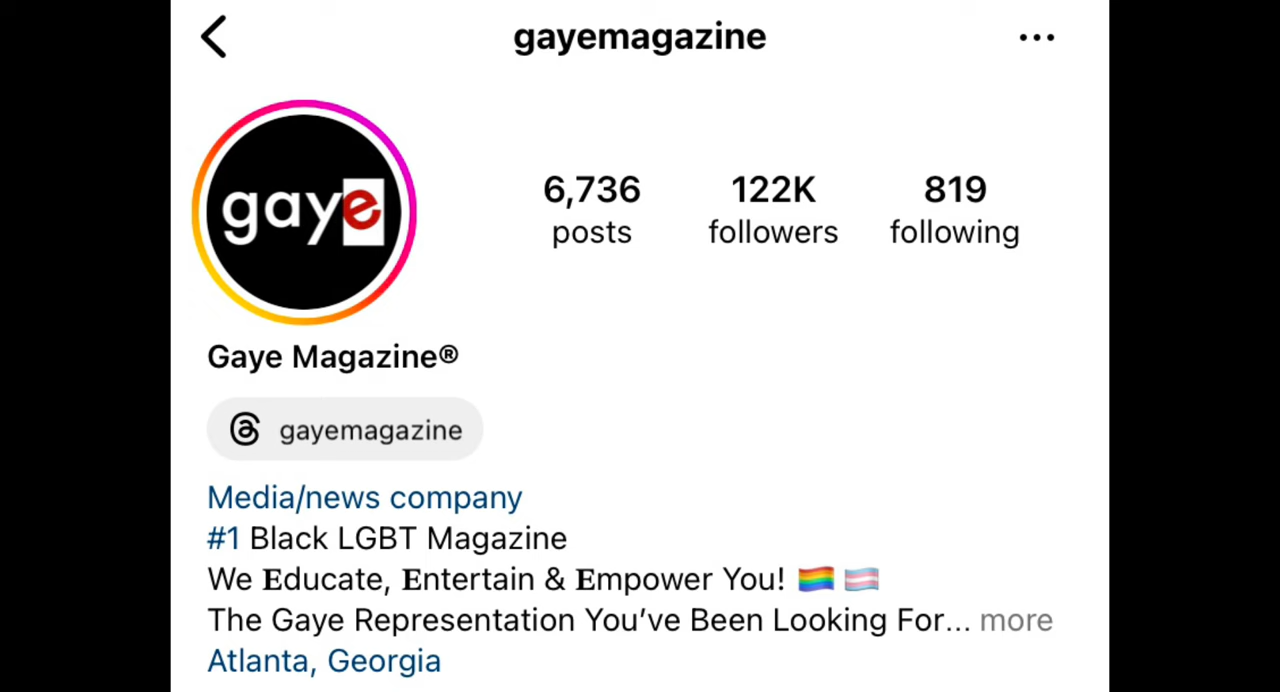 gayemagazine
gaye
6,736 122K 819
posts followers following
Gaye Magazine®
gayemagazine
Media/news company
#1 Black LGBT Magazine
We 𝐄ducate, 𝐄ntertain & 𝐄mpower You! 🏳️‍🌈 🏳️‍⚧️
The Gaye Representation You’ve Been Looking For... more
Atlanta, Georgia